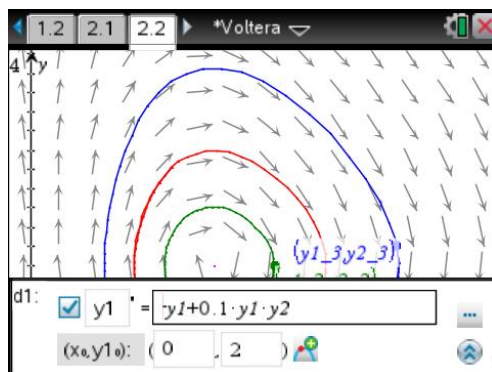 1.2 2.1 2.2 *Voltera
4 y
(y1_3,y2_3)
d1: y1 ' = -y1+0.1·y1·y2
(x₀,y1₀): ( 0 , 2 )
...